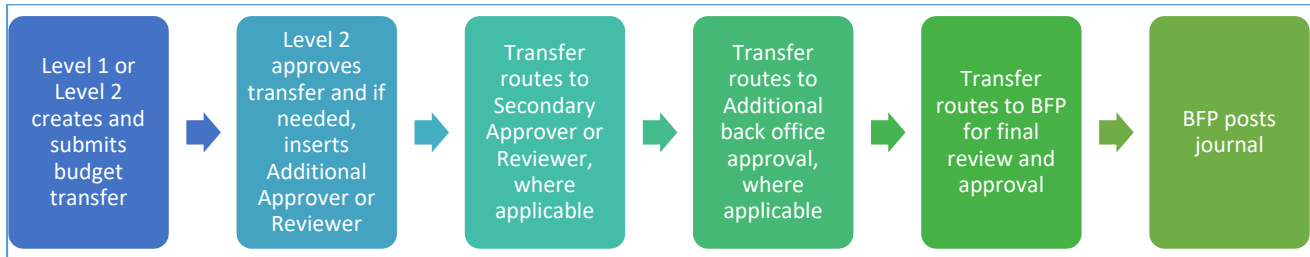 Level 1 or
Level 2
creates and
submits
budget
transfer
Level 2
approves
transfer and if
needed,
inserts
Additional
Approver or
Reviewer
Transfer
routes to
Secondary
Approver or
Reviewer,
where
applicable
Transfer
routes to
Additional
back office
approval,
where
applicable
Transfer
routes to BFP
for final
review and
approval
BFP posts
journal